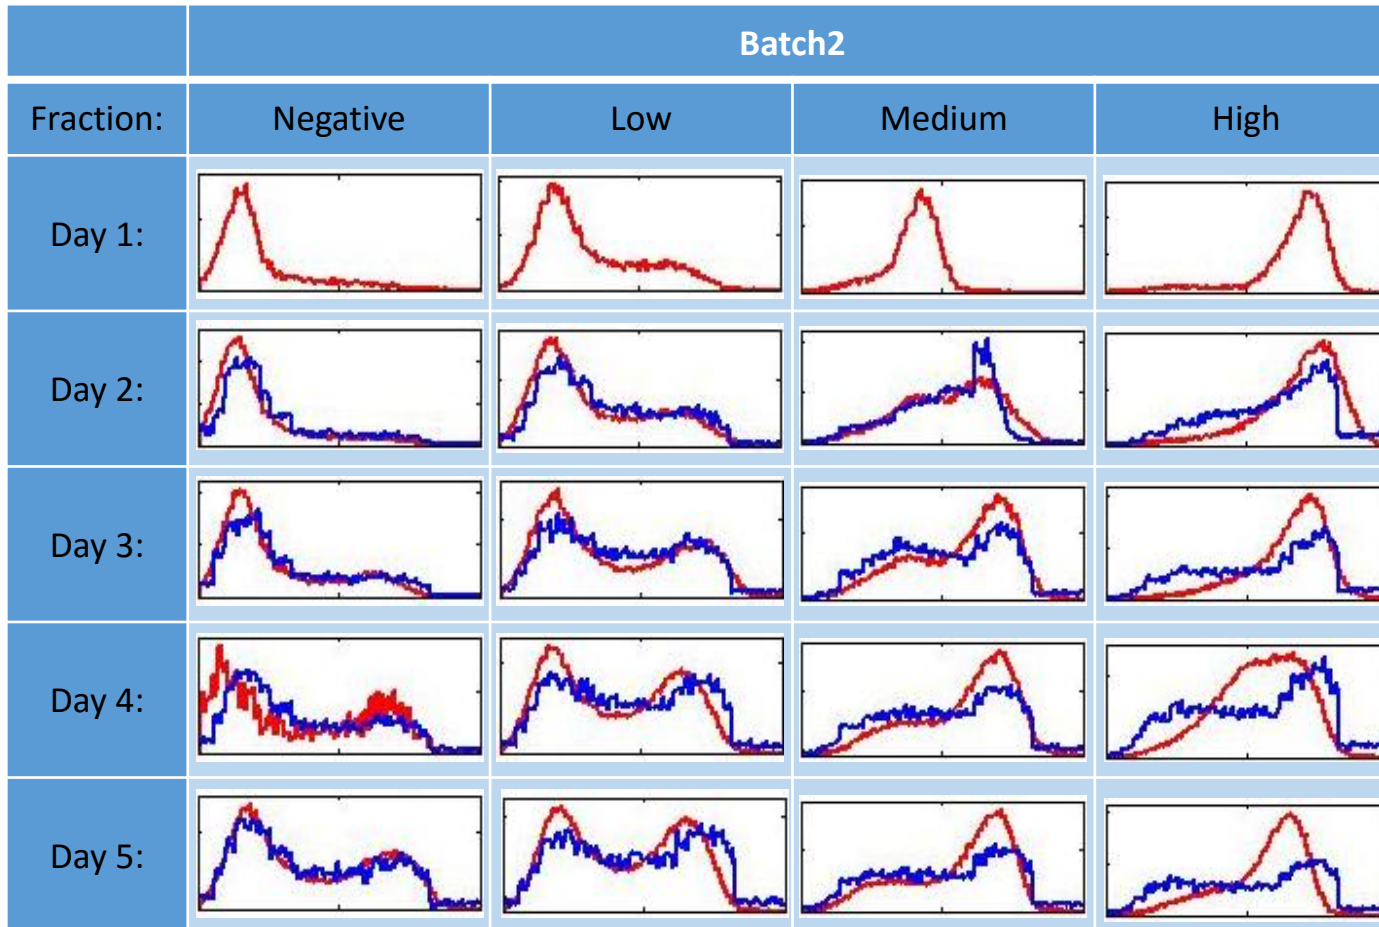 Batch2
Fraction: Negative Low Medium High
Day 1:
Day 2:
Day 3:
Day 4:
Day 5: